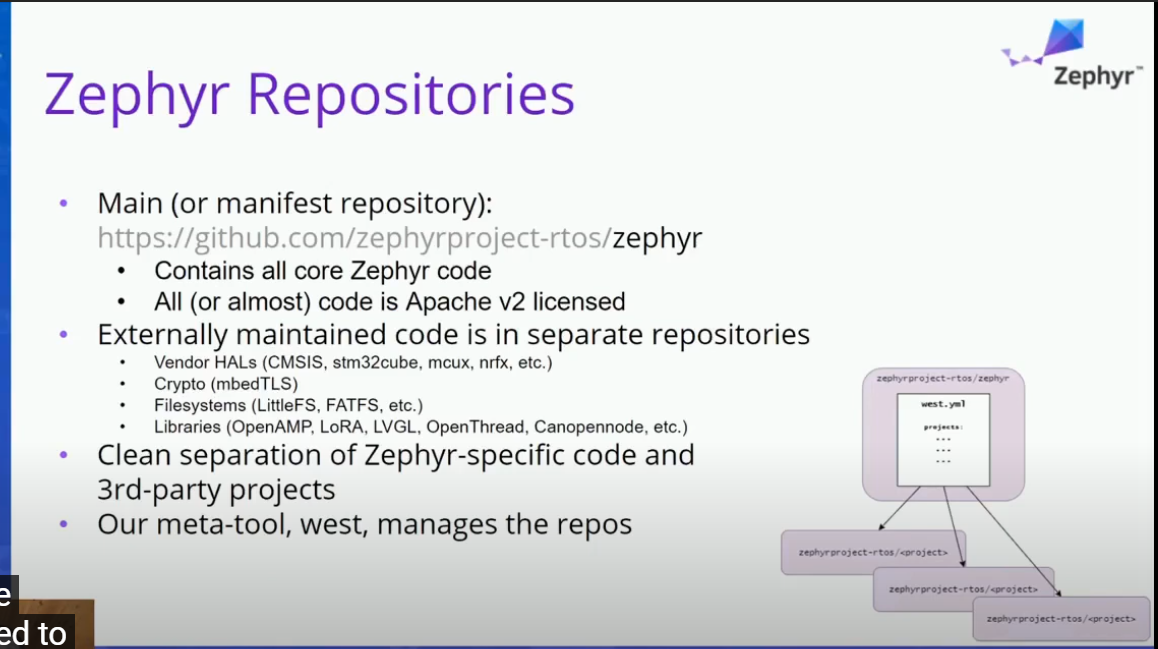 Zephyr™
Zephyr Repositories
• Main (or manifest repository):
https://github.com/zephyrproject-rtos/zephyr
• Contains all core Zephyr code
• All (or almost) code is Apache v2 licensed
• Externally maintained code is in separate repositories
• Vendor HALs (CMSIS, stm32cube, mcux, nrfx, etc.)
• Crypto (mbedTLS)
• Filesystems (LittleFS, FATFS, etc.)
• Libraries (OpenAMP, LoRA, LVGL, OpenThread, Canopennode, etc.)
• Clean separation of Zephyr-specific code and
3rd-party projects
• Our meta-tool, west, manages the repos
zephyrproject-rtos/zephyr
west.yml
projects:
...
...
...
zephyrproject-rtos/<project>
zephyrproject-rtos/<project>
zephyrproject-rtos/<project>
e
ed to